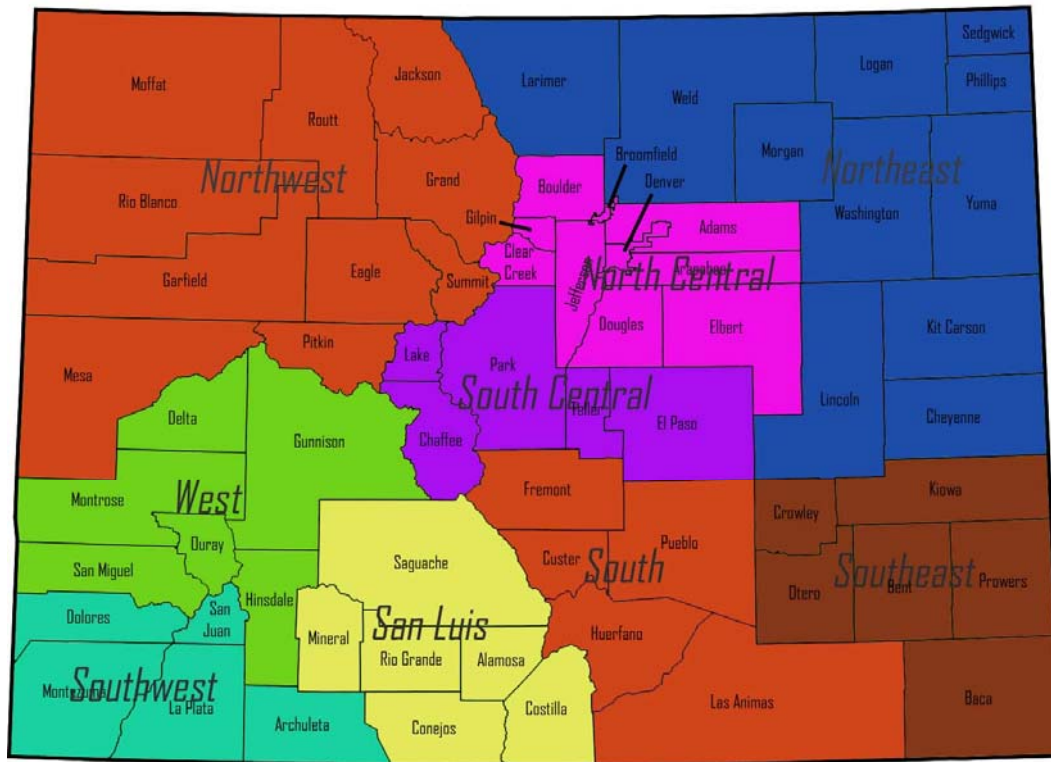 Sedgwick
Logan
Moffat
Jackson
Larimer
Phillips
Weld
Routt
Morgan
Broomfield
Northwest
Northeast
Grand
Denver
Boulder
Rio Blanco
Yuma
Gilpin
Washington
Adams
Clear
Creek
Arapahoe
Eagle
Garfield
Summit
Jefferson
North Central
Kit Carson
Douglas
Elbert
Pitkin
Lake
Park
Mesa
South Central
Teller
Lincoln
Delta
Cheyenne
El Paso
Gunnison
Chaffee
Fremont
Kiowa
Montrose
West
Crowley
Pueblo
Ouray
Custer
South
Saguache
Southeast
San Miguel
Otero
Bent
Prowers
Hinsdale
Dolores
San
Juan
San Luis
Mineral
Huerfano
Rio Grande
Alamosa
Southwest
Montezuma
La Plata
Costilla
Las Animas
Baca
Archuleta
Conejos